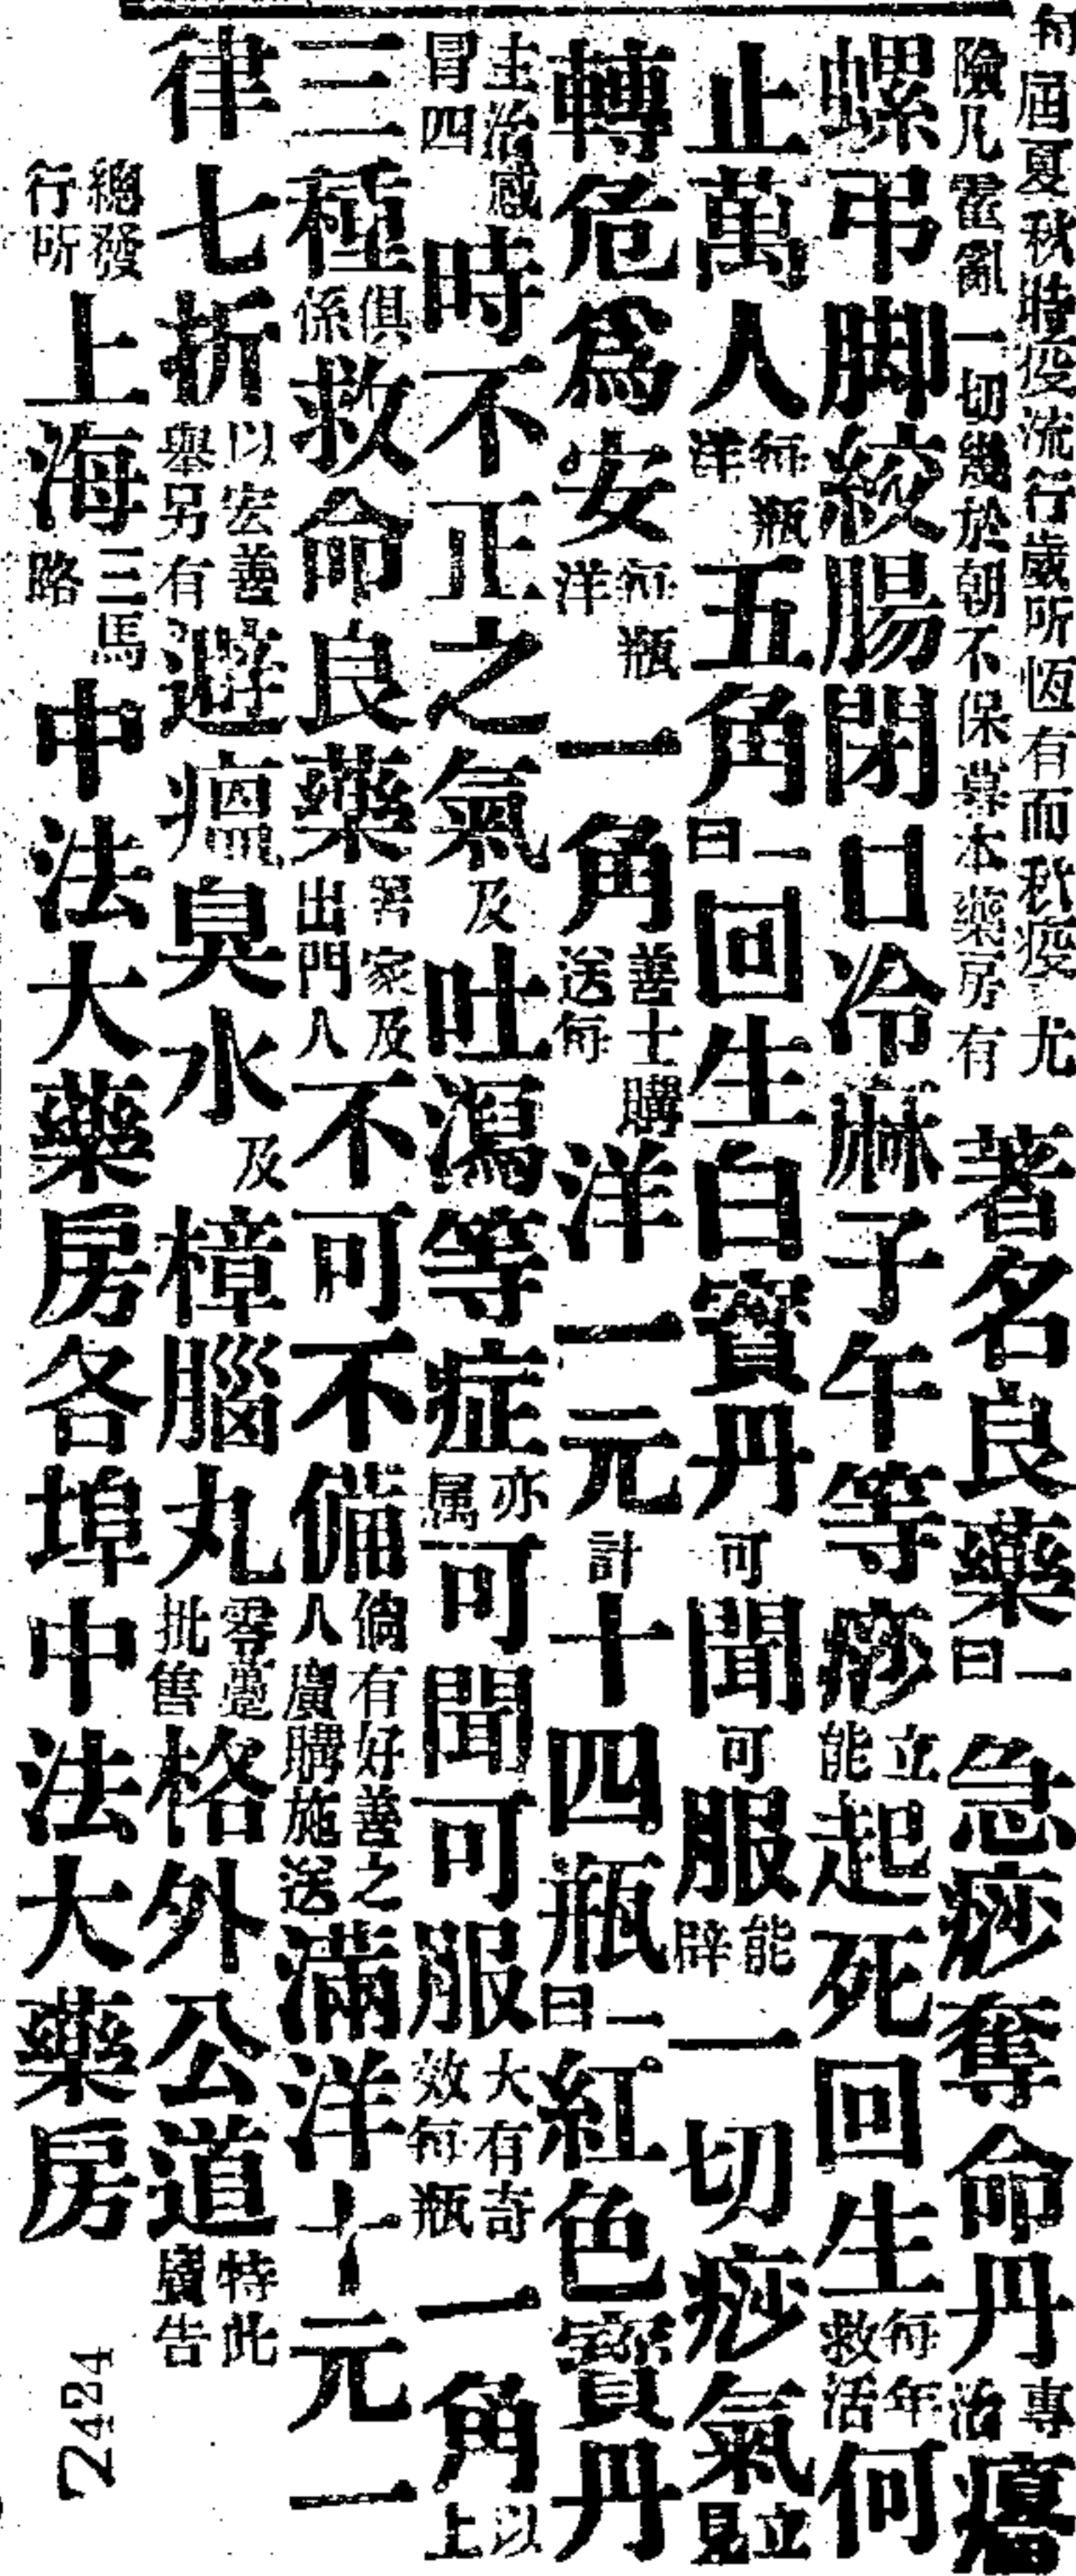 每屆夏秋時疫流行歲所恆有而秋疫尤險凡霍亂一切幾於朝不保暮本藥房有著名良藥一曰急痧奪命丹專治癟
螺弔脚絞腸閉口冷麻子午等痧立能起死回生每年救活何
止萬人每瓶洋五角一曰回生白寶丹可聞可服能辟一切痧氣立見
轉危爲安每瓶洋一角善士購送每洋一元計十四瓶一曰紅色寶丹
主治感冒四時不正之氣及吐瀉等症亦属可聞可服大有奇效每瓶一角以上
三種俱係救命良藥居家及出門人不可不備倘有好善之人廣購施送滿洋十元一
律七折以宏善舉另有避瘟臭水及樟腦丸零躉批售格外公道特此廣告
總發行所上海三馬路中法大藥房各埠中法大藥房
2424